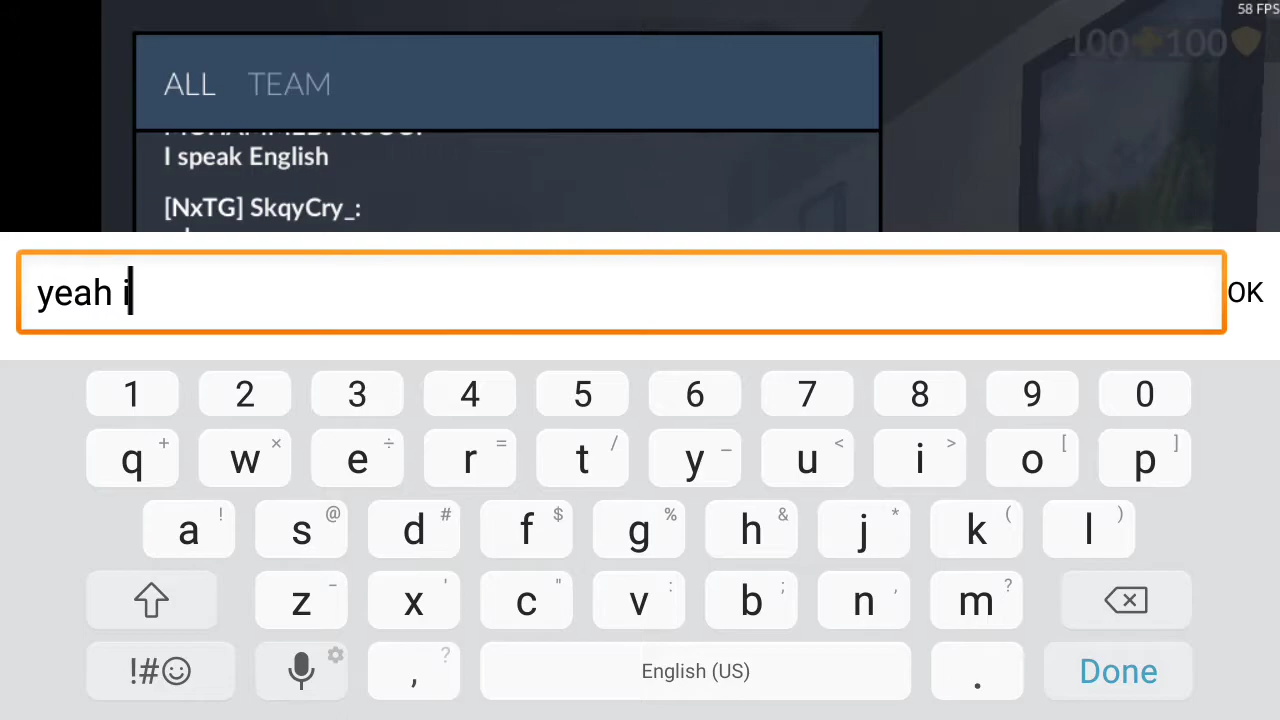 58 FPS
100 100
ALL TEAM
I speak English
[NxTG] SkqyCry_:
yeah i
OK
1 2 3 4 5 6 7 8 9 0
q + w × e ÷ r = t / y _ u < i > o [ p ]
a ! s @ d # f $ g % h & j * k ( l )
z - x ' c " v : b ; n , m ?
!#☺ , ? English (US) . Done